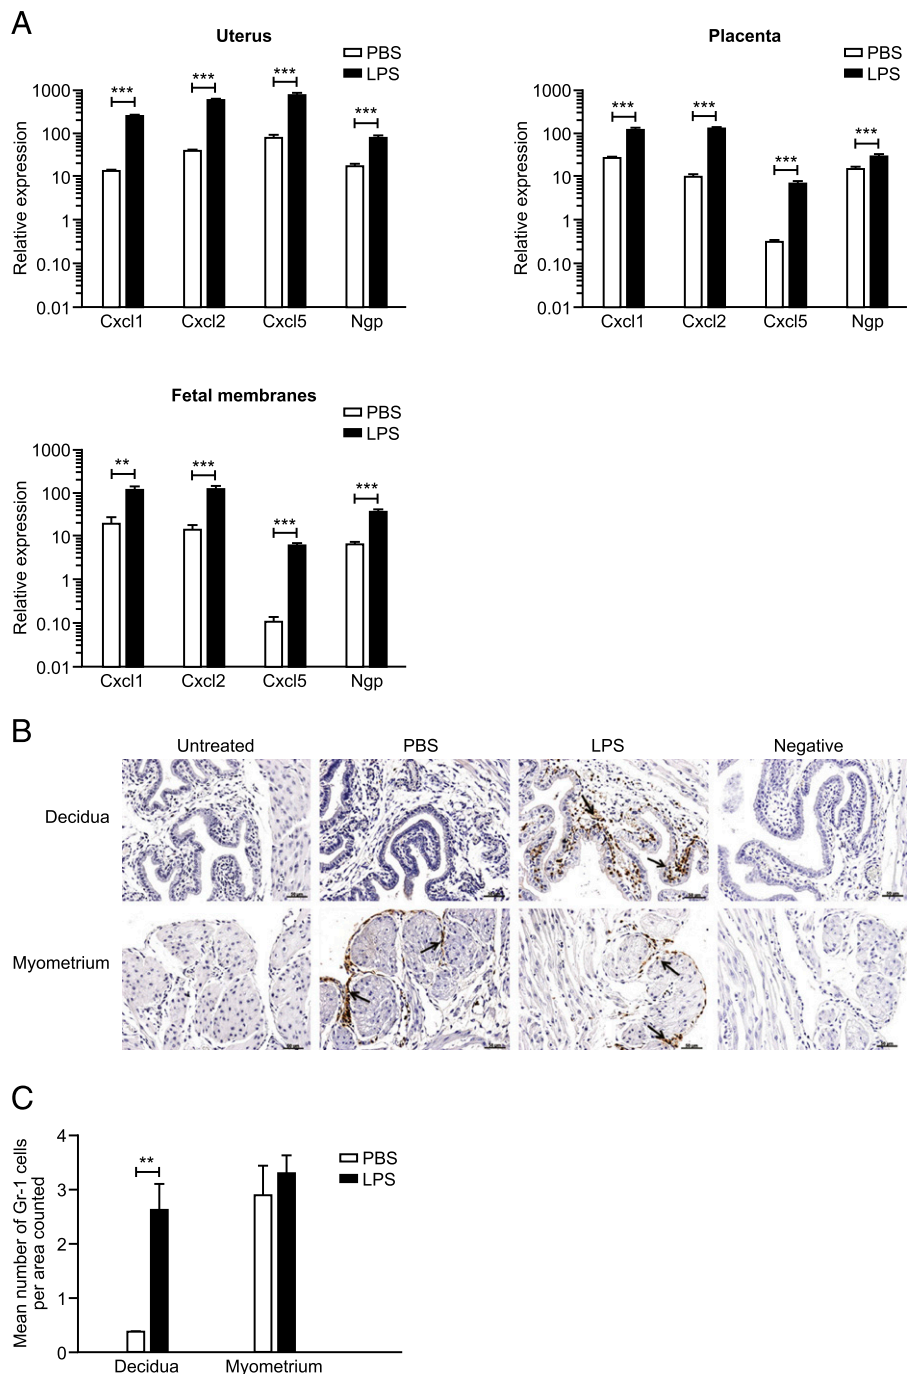 A
Uterus
PBS
LPS
***
***
***
***
1000
100
10
1
0.10
0.01
Relative expression
Cxcl1 Cxcl2 Cxcl5 Ngp
Placenta
PBS
LPS
***
***
***
***
1000
100
10
1
0.10
0.01
Relative expression
Cxcl1 Cxcl2 Cxcl5 Ngp
Fetal membranes
PBS
LPS
**
***
***
***
1000
100
10
1
0.10
0.01
Relative expression
Cxcl1 Cxcl2 Cxcl5 Ngp
B
Untreated PBS LPS Negative
Decidua
Myometrium
C
PBS
LPS
**
4
3
2
1
0
Mean number of Gr-1 cells
per area counted
Decidua Myometrium